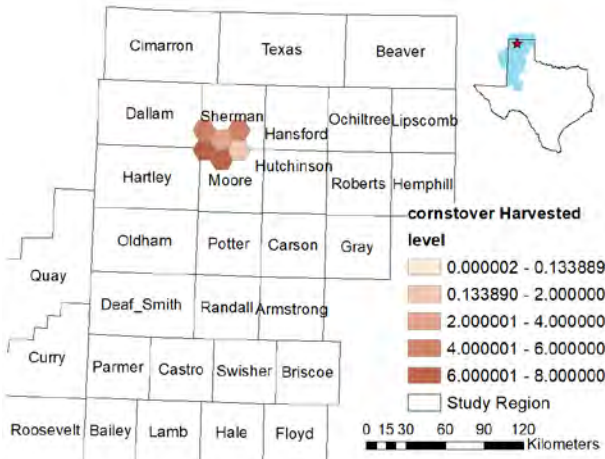 Cimarron Texas Beaver
Dallam Sherman Hansford Ochiltree Lipscomb
Hartley Moore Hutchinson Roberts Hemphill
Oldham Potter Carson Gray
Quay
Deaf_Smith Randall Armstrong
Curry Parmer Castro Swisher Briscoe
Roosevelt Bailey Lamb Hale Floyd
cornstover Harvested
level
0.000002 - 0.133889
0.133890 - 2.000000
2.000001 - 4.000000
4.000001 - 6.000000
6.000001 - 8.000000
Study Region
0 15 30 60 90 120
Kilometers